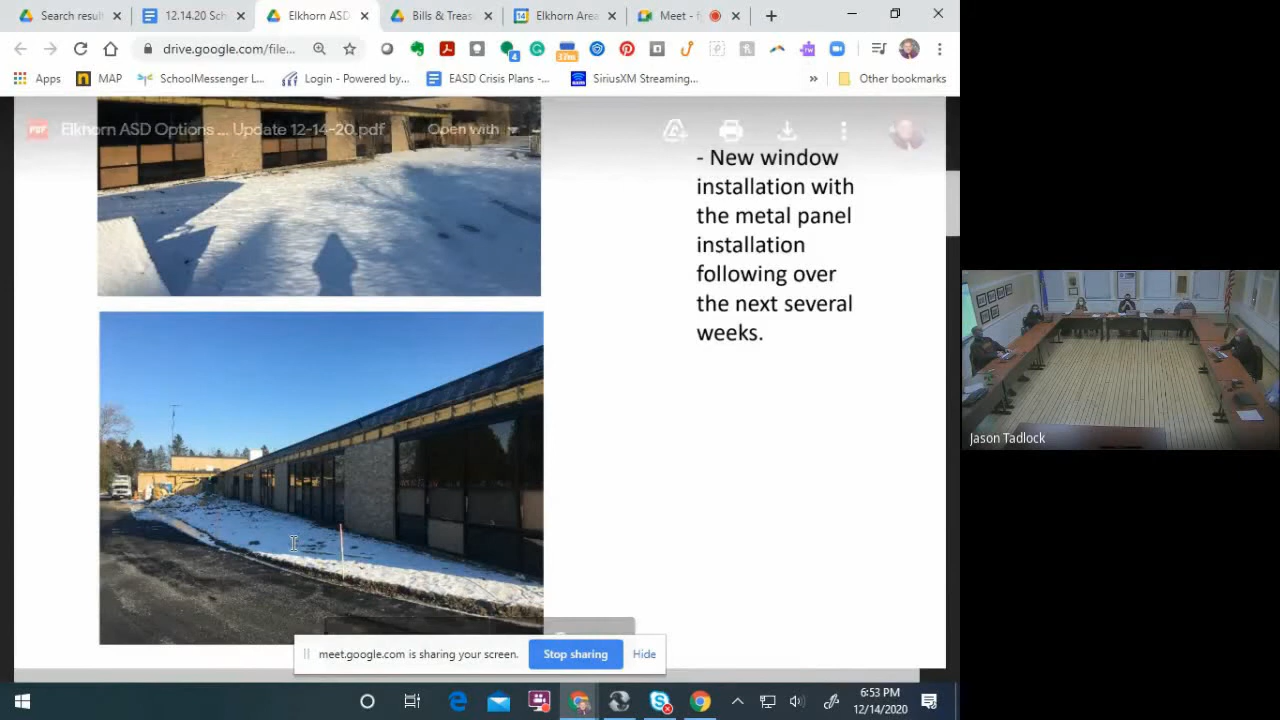 Search results
12.14.20 Sch
Elkhorn ASD
Bills & Treas
Elkhorn Area
Meet -
drive.google.com/file...
4
Apps
MAP
SchoolMessenger L...
Login - Powered by...
EASD Crisis Plans -...
SiriusXM Streaming...
»
Other bookmarks
PDF
Elkhorn ASD Options ... Update 12-14-20.pdf
Open with
- New window
installation with
the metal panel
installation
following over
the next several
weeks.
Jason Tadlock
meet.google.com is sharing your screen.
Stop sharing
Hide
6:53 PM
12/14/2020